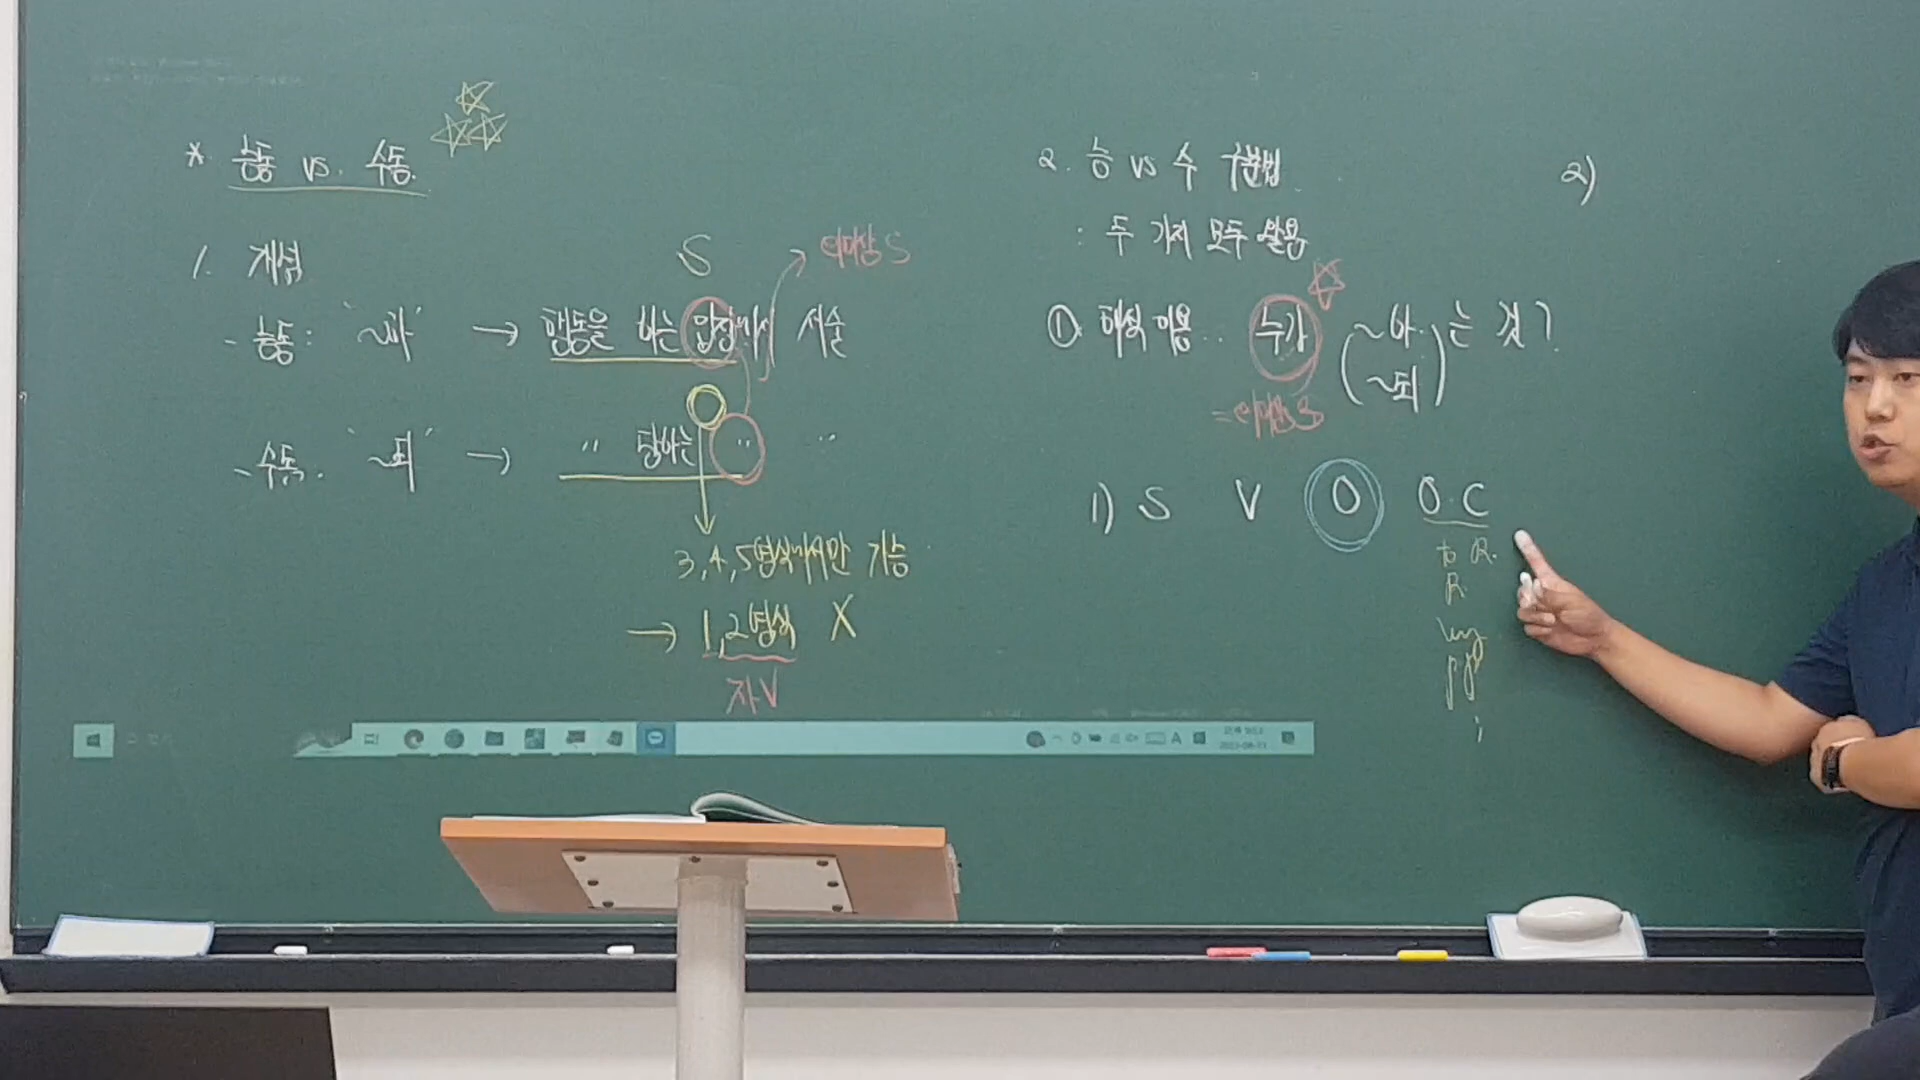 * 능동 vs. 수동
1. 개념
S
의미상 S
- 능동: "~하" → 행동을 하는 입장에서 서술
- 수동. "~되" → " 당하는 " "
3, 4, 5형식에서만 가능
→ 1, 2형식 X
자V
2. 능 vs 수 구분법
: 두 가지 모두 활용
① 해석 이용.. 누가 (~하 ~되) 는 것?
= 의미상 S
1) S V O O.C
to R.
R.
ing
pp
2)
A